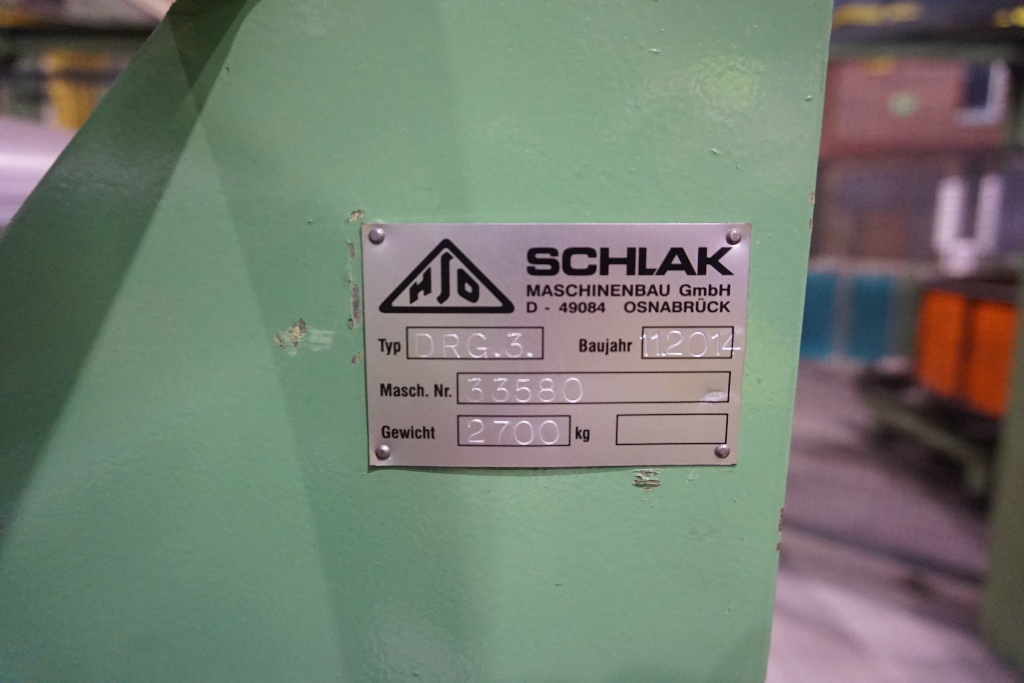 HJO
SCHLAK
MASCHINENBAU GmbH
D - 49084 OSNABRÜCK
Typ DRG.3. Baujahr 11.2014
Masch. Nr. 33580
Gewicht 2700 kg